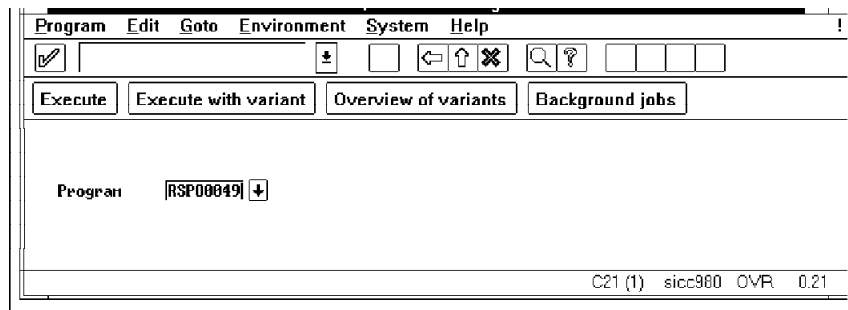 Program Edit Goto Environment System Help !
Execute Execute with variant Overview of variants Background jobs
Program RSPO0049
C21 (1) sicc980 OVR 0.21